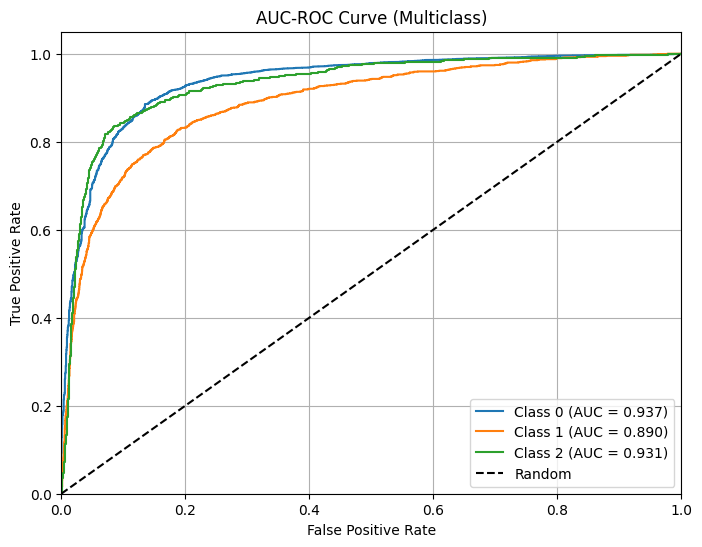 AUC-ROC Curve (Multiclass)
True Positive Rate
1.0
0.8
0.6
0.4
0.2
0.0
Class 0 (AUC = 0.937)
Class 1 (AUC = 0.890)
Class 2 (AUC = 0.931)
Random
0.0 0.2 0.4 0.6 0.8 1.0
False Positive Rate